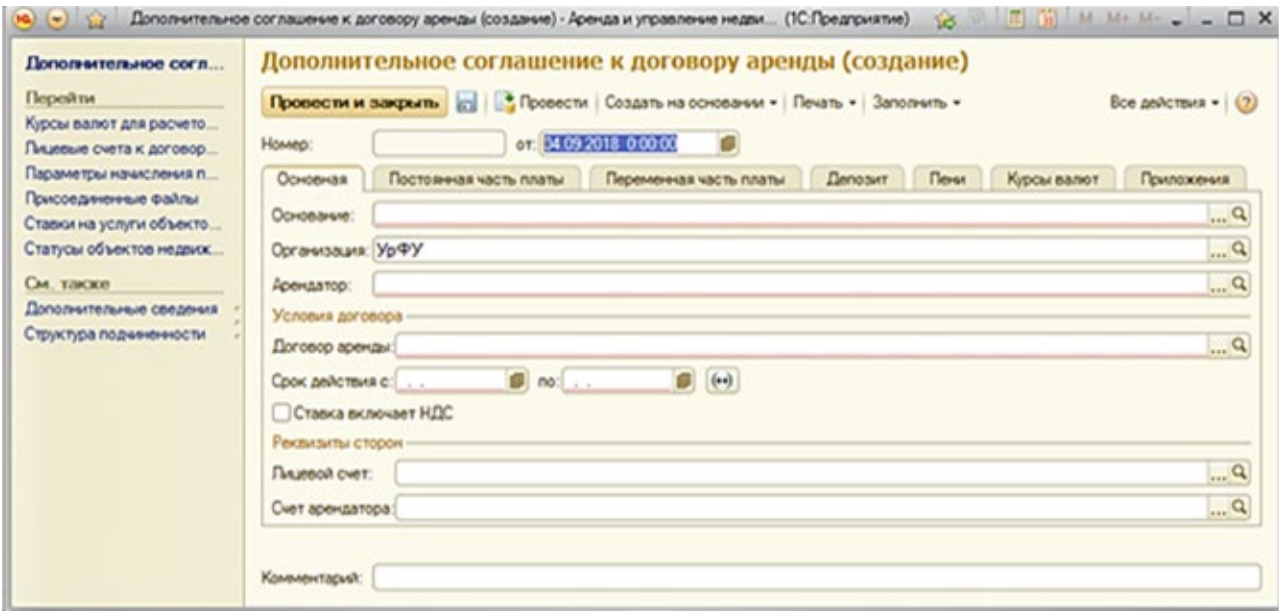 Дополнительное соглашение к договору аренды (создание) - Аренда и управление недви... (1С:Предприятие) M M+ M-
Дополнительное согл...
Перейти
Курсы валют для расчето...
Лицевые счета к договор...
Параметры начисления п...
Присоединенные файлы
Ставки на услуги объекто...
Статусы объектов недвиж...
См. также
Дополнительные сведения
Структура подчиненности
Дополнительное соглашение к договору аренды (создание)
Провести и закрыть Провести Создать на основании Печать Заполнить Все действия ?
Номер: от: 04.09.2018 0:00:00
Основная Постоянная часть платы Переменная часть платы Депозит Пени Курсы валют Приложения
Основание: ...
Организация: УрФУ ...
Арендатор: ...
Условия договора
Договор аренды: ...
Срок действия с: . . по: . .
Ставка включает НДС
Реквизиты сторон
Лицевой счет: ...
Счет арендатора: ...
Комментарий: